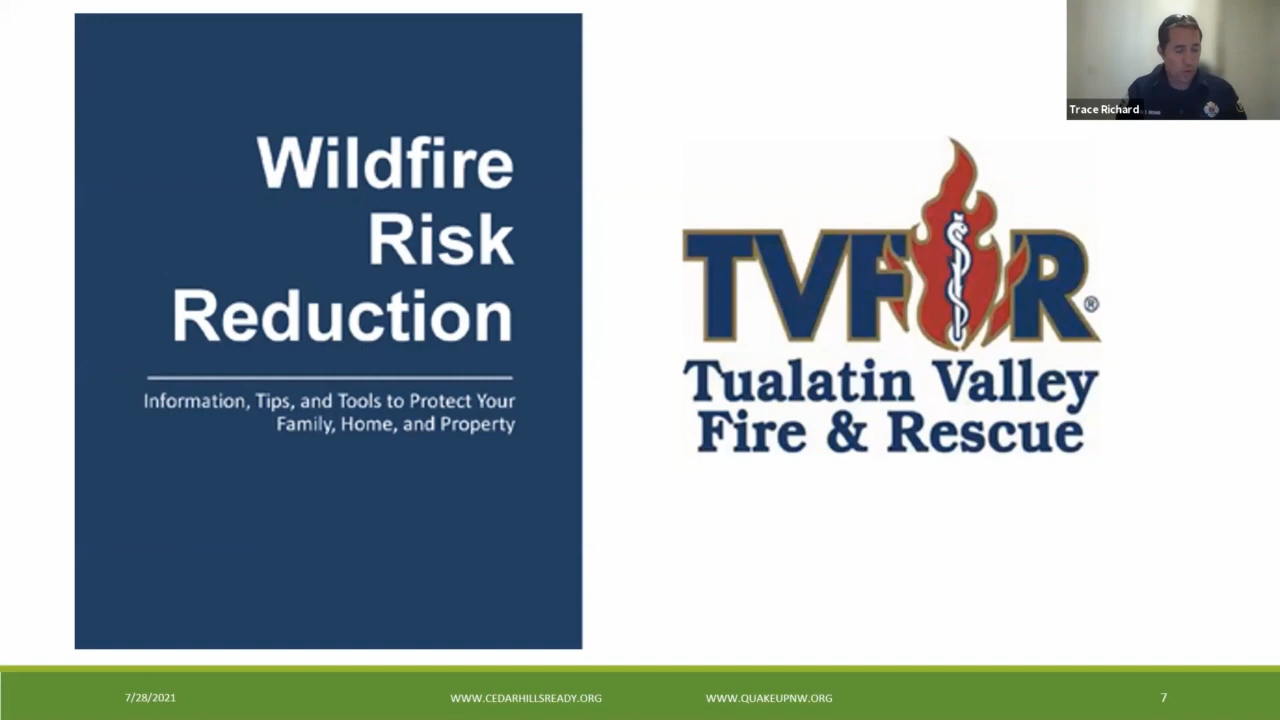 Wildfire
Risk
Reduction
Information, Tips, and Tools to Protect Your
Family, Home, and Property
Trace Richard
TVF&R®
Tualatin Valley
Fire & Rescue
7/28/2021
WWW.CEDARHILLSREADY.ORG
WWW.QUAKEUPNW.ORG
7